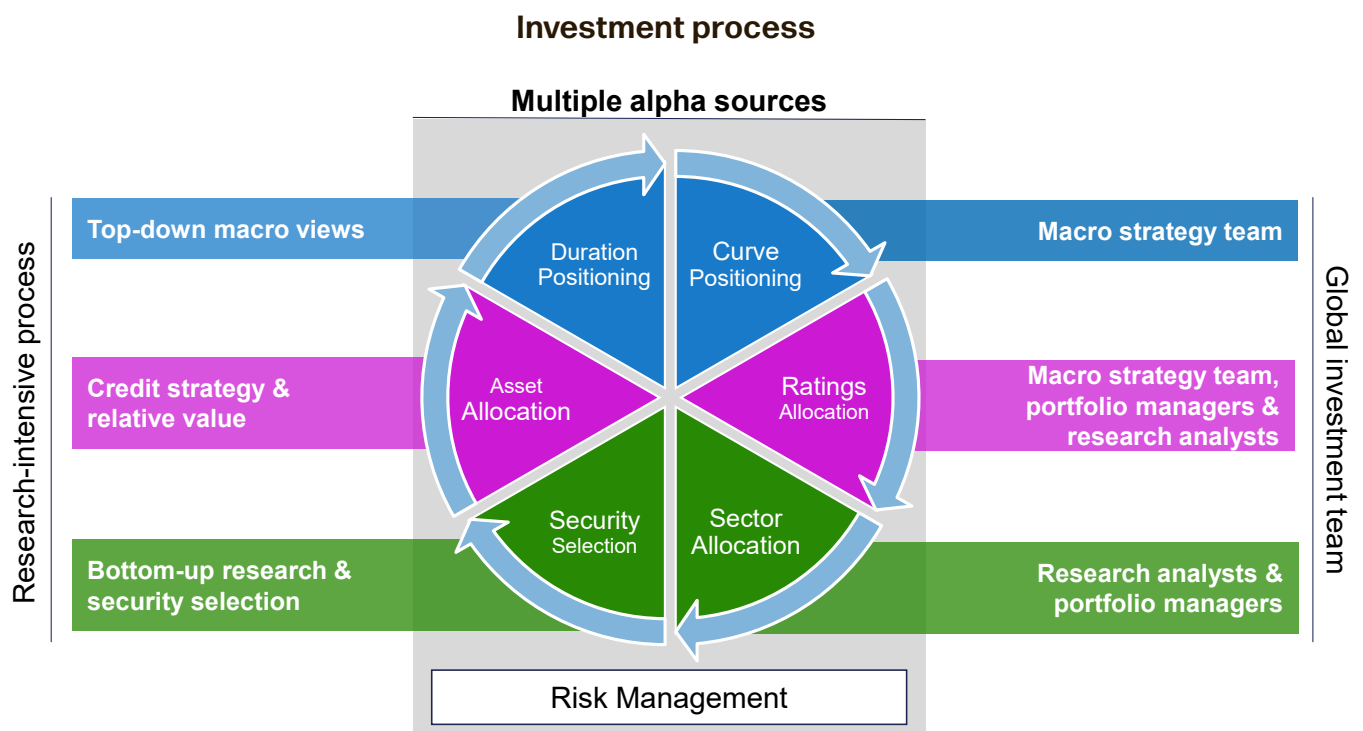 Investment process
Multiple alpha sources
Research-intensive process
Top-down macro views
Credit strategy &
relative value
Bottom-up research &
security selection
Duration
Positioning
Curve
Positioning
Asset
Allocation
Ratings
Allocation
Security
Selection
Sector
Allocation
Macro strategy team
Macro strategy team,
portfolio managers &
research analysts
Research analysts &
portfolio managers
Global investment team
Risk Management